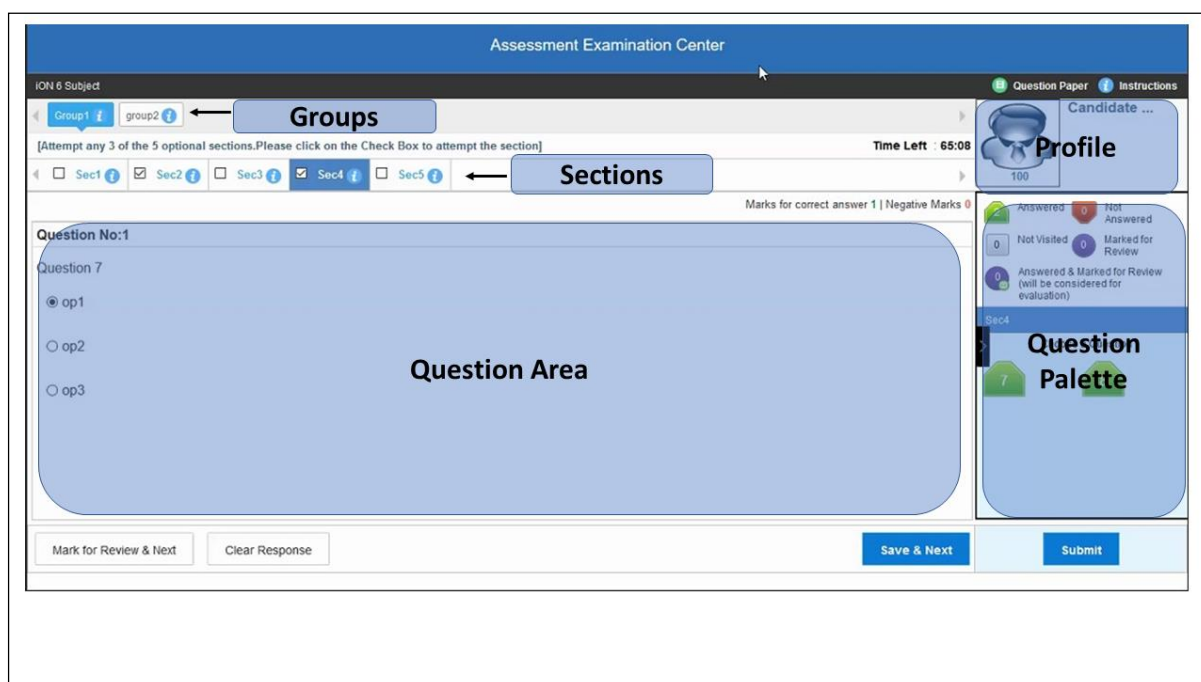 Assessment Examination Center
iON 6 Subject
Question Paper
Instructions
Group1 i
group2 i
Groups
Candidate ...
Profile
100
[Attempt any 3 of the 5 optional sections.Please click on the Check Box to attempt the section]
Time Left : 65:08
Sec1 i Sec2 i Sec3 i Sec4 i Sec5 i
Sections
Marks for correct answer 1 | Negative Marks 0
Question No:1
Question 7
op1
op2
op3
Question Area
2 Answered
0 Not Answered
0 Not Visited
0 Marked for Review
0 Answered & Marked for Review
(will be considered for
evaluation)
Sec4
Question
Palette
7
Mark for Review & Next
Clear Response
Save & Next
Submit